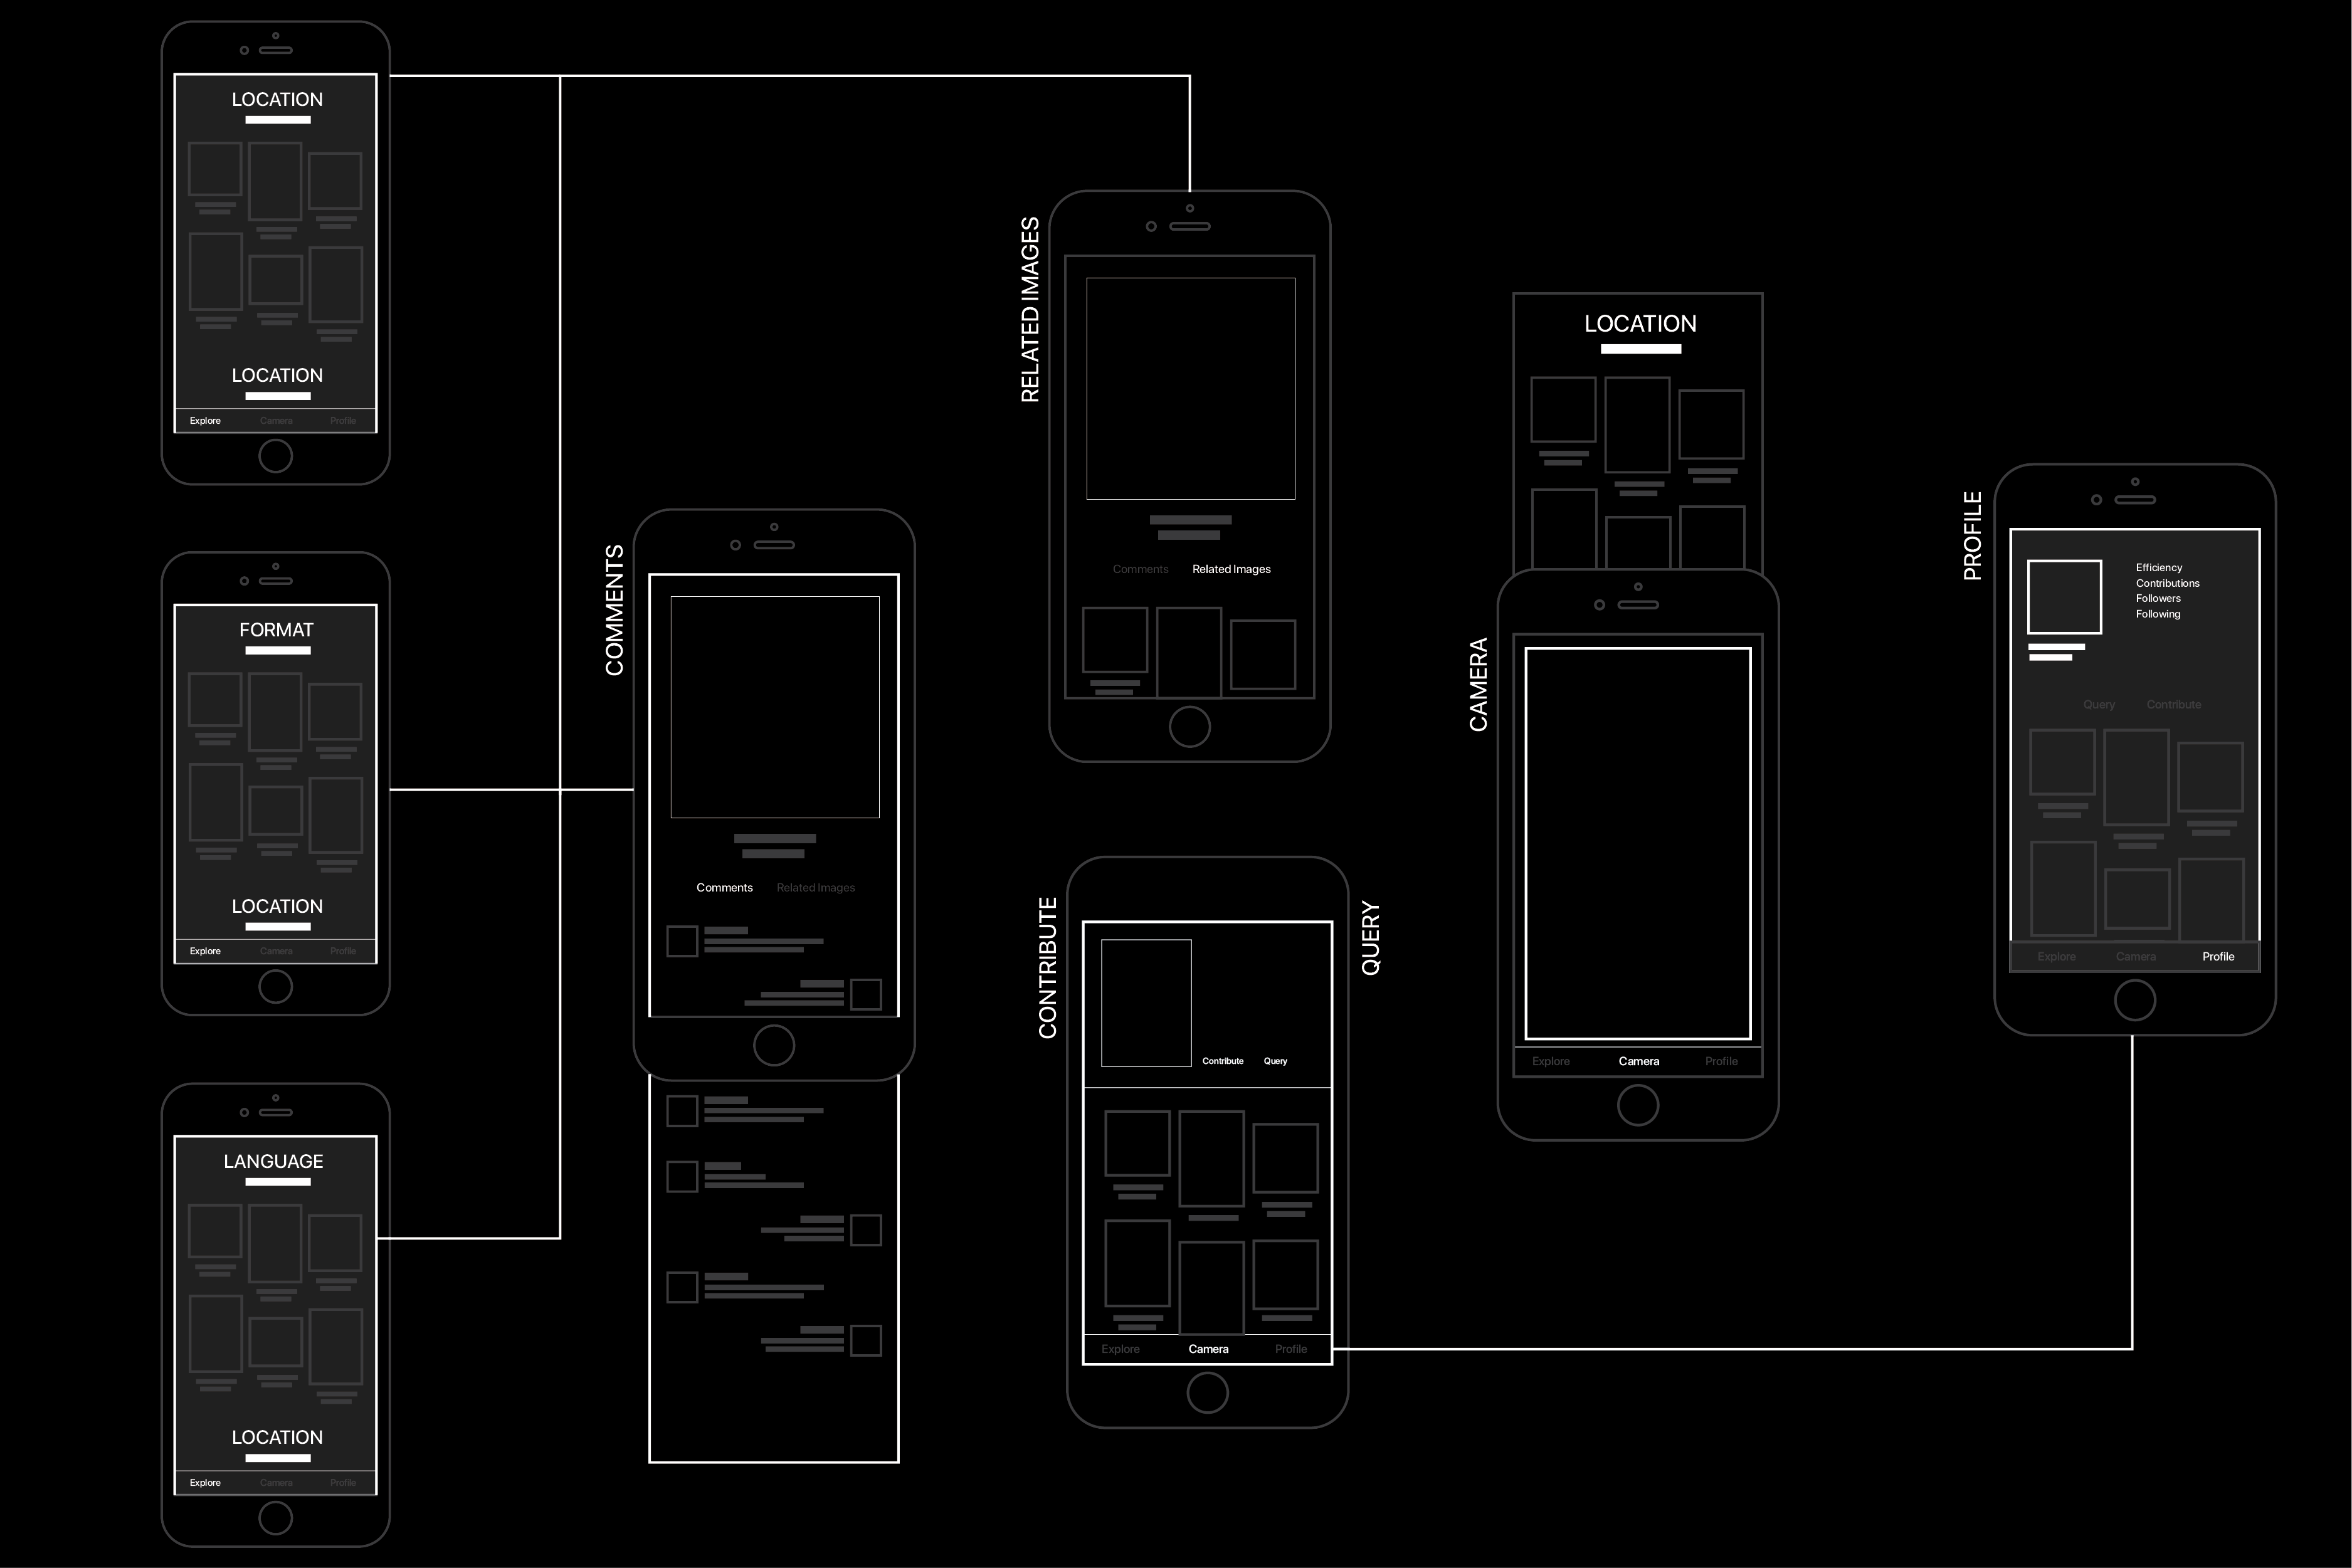 LOCATION
LOCATION
Explore Camera Profile
FORMAT
LOCATION
Explore Camera Profile
LANGUAGE
LOCATION
Explore Camera Profile
COMMENTS
Comments Related Images
RELATED IMAGES
Comments Related Images
CONTRIBUTE
QUERY
Contribute Query
Explore Camera Profile
LOCATION
CAMERA
Explore Camera Profile
PROFILE
Efficiency
Contributions
Followers
Following
Query Contribute
Explore Camera Profile